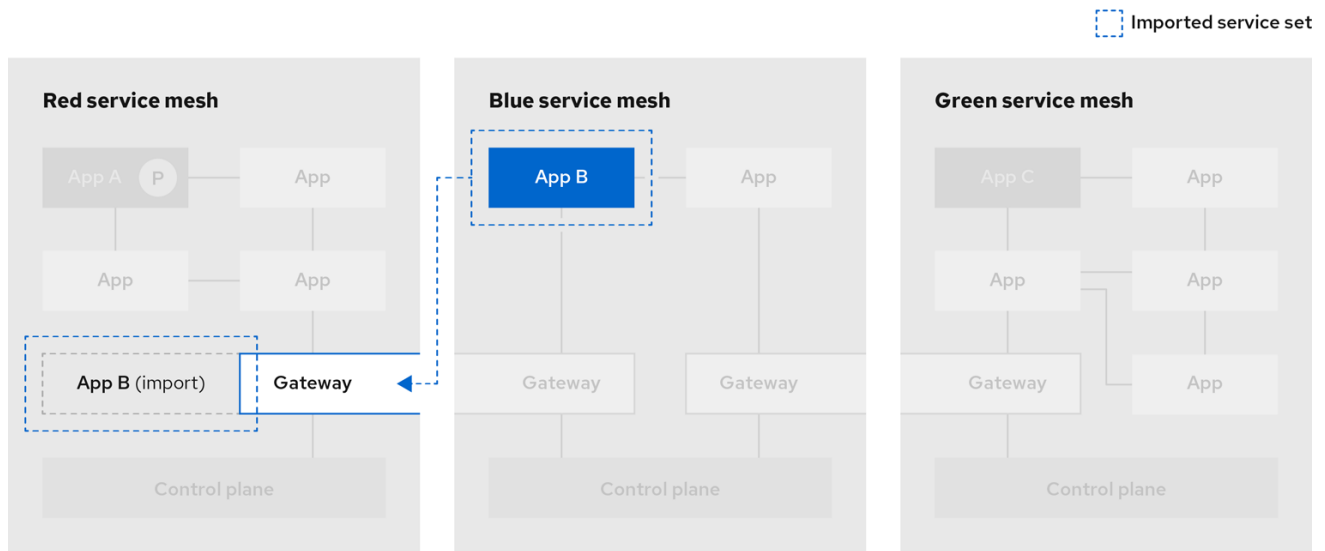 Imported service set
Red service mesh
App A
P
App
App
App
App B (import)
Gateway
Control plane
Blue service mesh
App B
App
Gateway
Gateway
Control plane
Green service mesh
App C
App
App
App
Gateway
App
Control plane